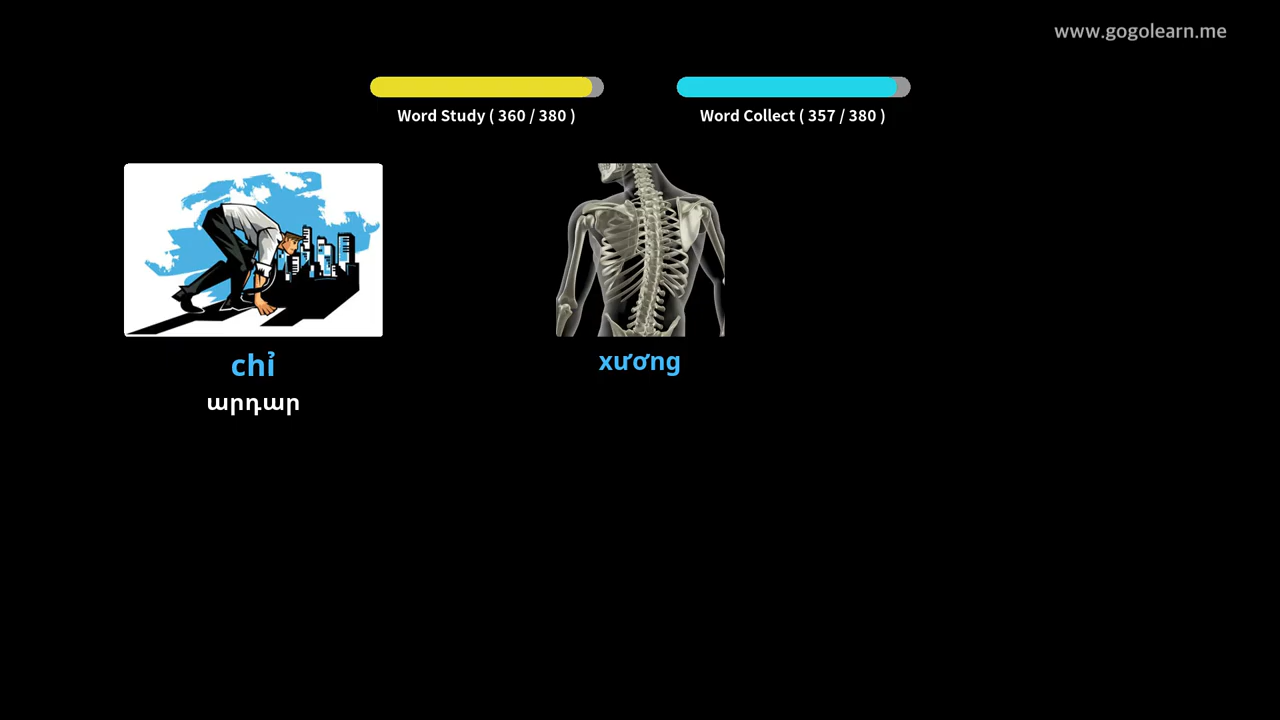 www.gogolearn.me
Word Study ( 360 / 380 )
Word Collect ( 357 / 380 )
chỉ
արդար
xương